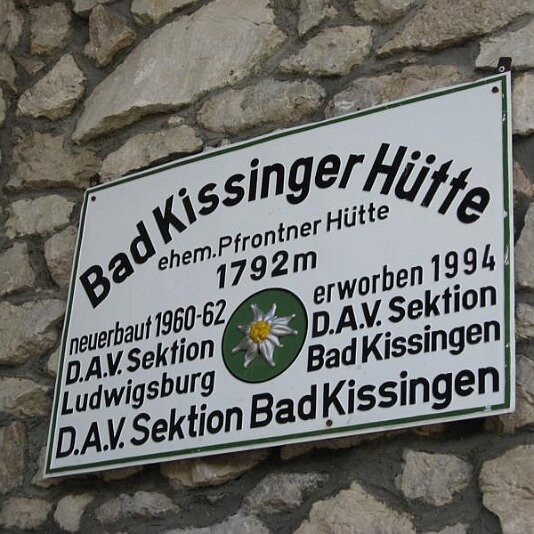 Bad Kissinger Hütte
ehem. Pfrontner Hütte
1792 m
neuerbaut 1960-62
D.A.V. Sektion
Ludwigsburg
erworben 1994
D.A.V. Sektion
Bad Kissingen
D.A.V. Sektion Bad Kissingen